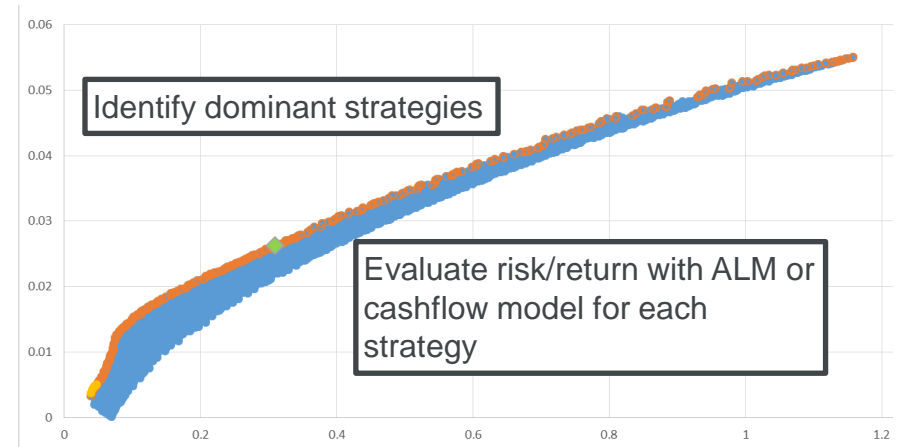 0.06
0.05
Identify dominant strategies
0.04
0.03
Evaluate risk/return with ALM or
cashflow model for each
strategy
0.02
0.01
0
0 0.2 0.4 0.6 0.8 1 1.2